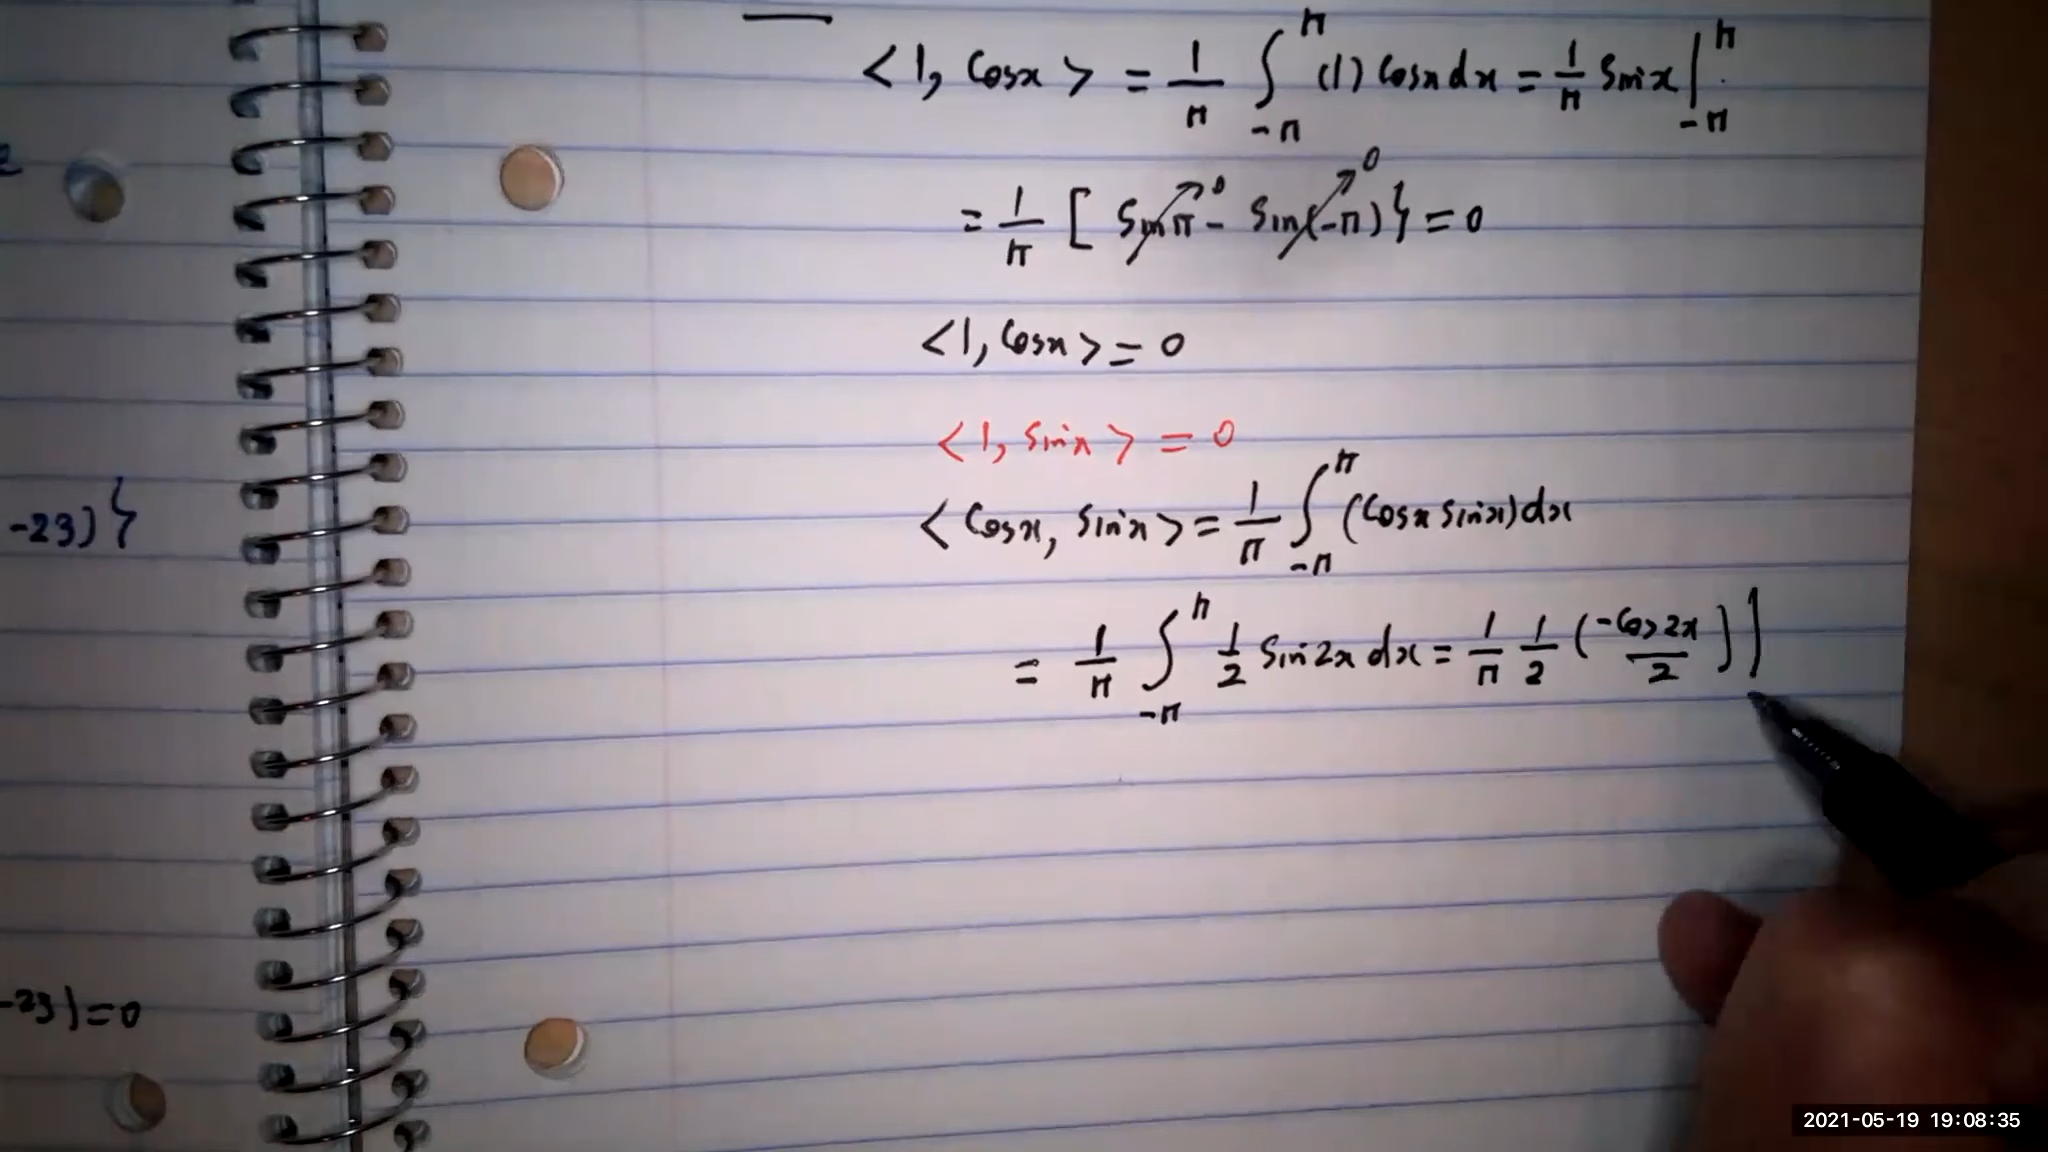 <1, Cosx> = 1/π ∫_{-π}^{π} (1) Cosx dx = 1/π Sinx |_{-π}^{π}
= 1/π [ Sinπ→0 - Sin(-π)→0 } = 0
<1, Cosx> = 0
<1, Sinx> = 0
-23) }
<Cosx, Sinx> = 1/π ∫_{-π}^{π} (Cosx Sinx) dx
= 1/π ∫_{-π}^{π} 1/2 Sin2x dx = 1/π 1/2 (-Cos2x/2) |
-23) = 0
2021-05-19 19:08:35